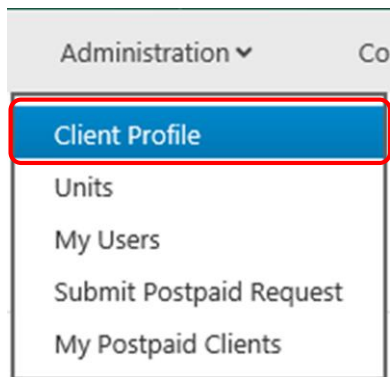 Administration Co
Client Profile
Units
My Users
Submit Postpaid Request
My Postpaid Clients